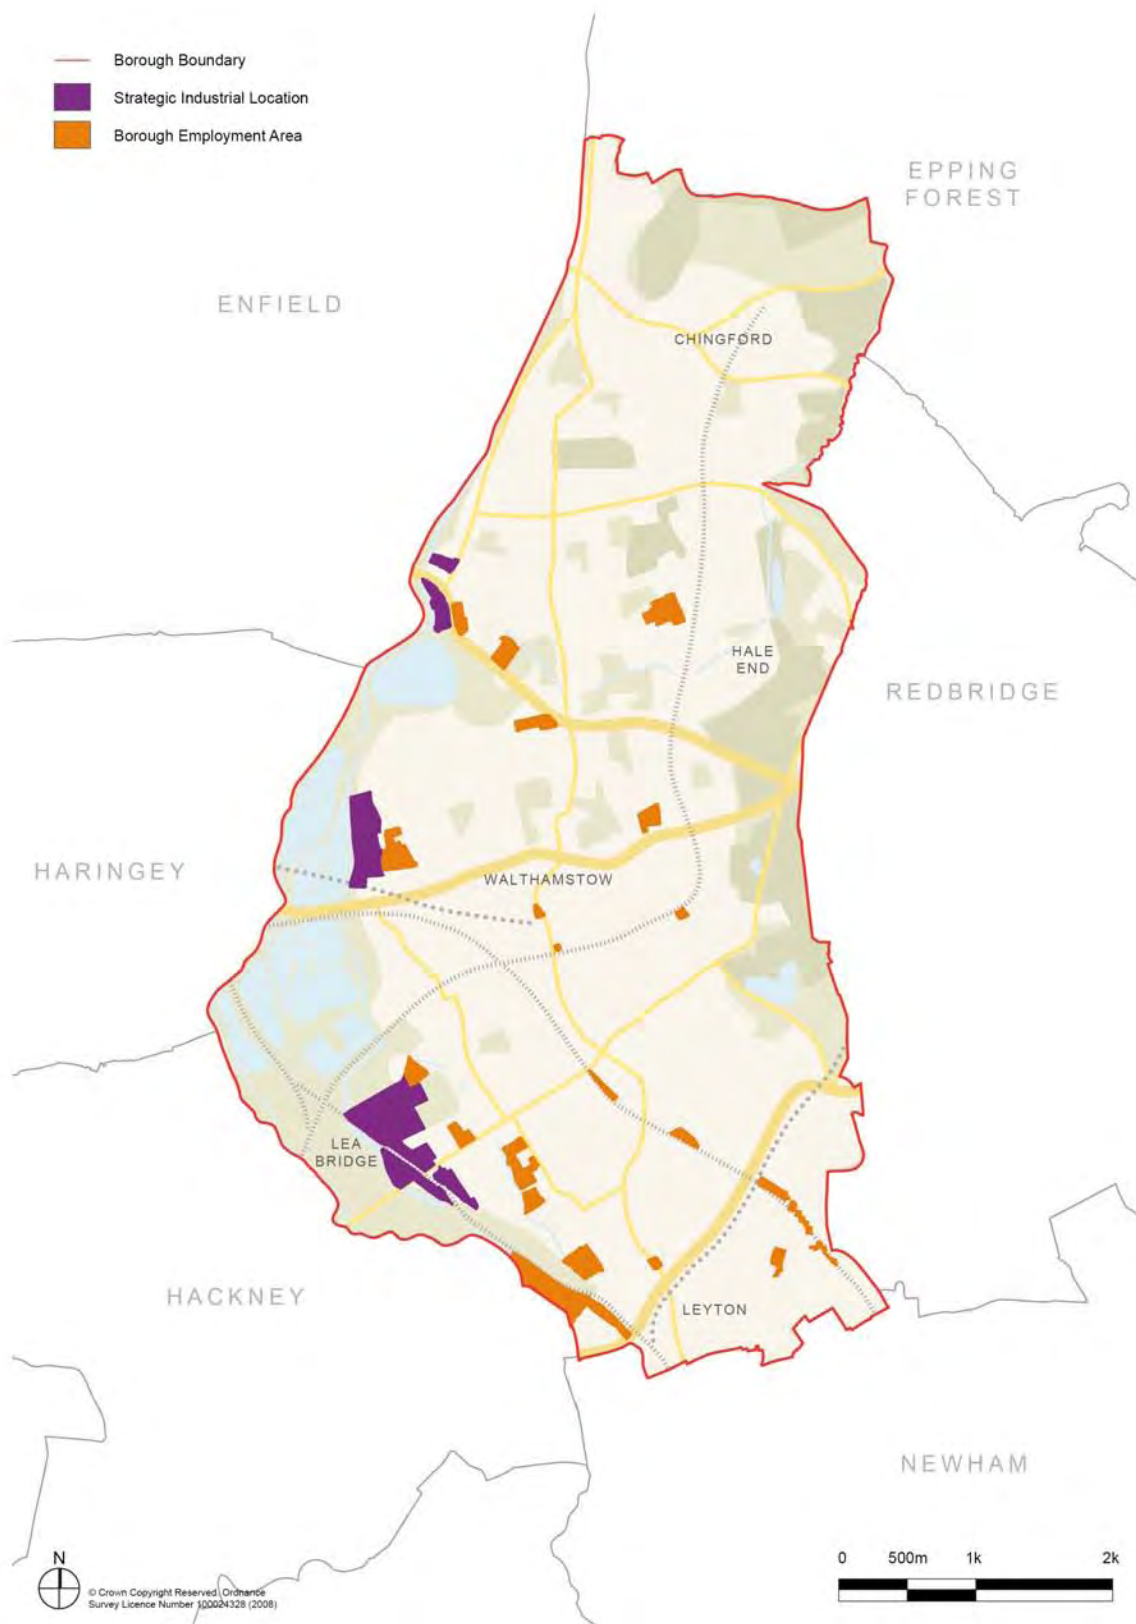 Borough Boundary
Strategic Industrial Location
Borough Employment Area
EPPING
FOREST
ENFIELD
CHINGFORD
HALE
END
REDBRIDGE
HARINGEY
WALTHAMSTOW
LEA
BRIDGE
HACKNEY
LEYTON
NEWHAM
N
© Crown Copyright Reserved. Ordnance
Survey Licence Number 100024328 (2008)
0 500m 1k 2k